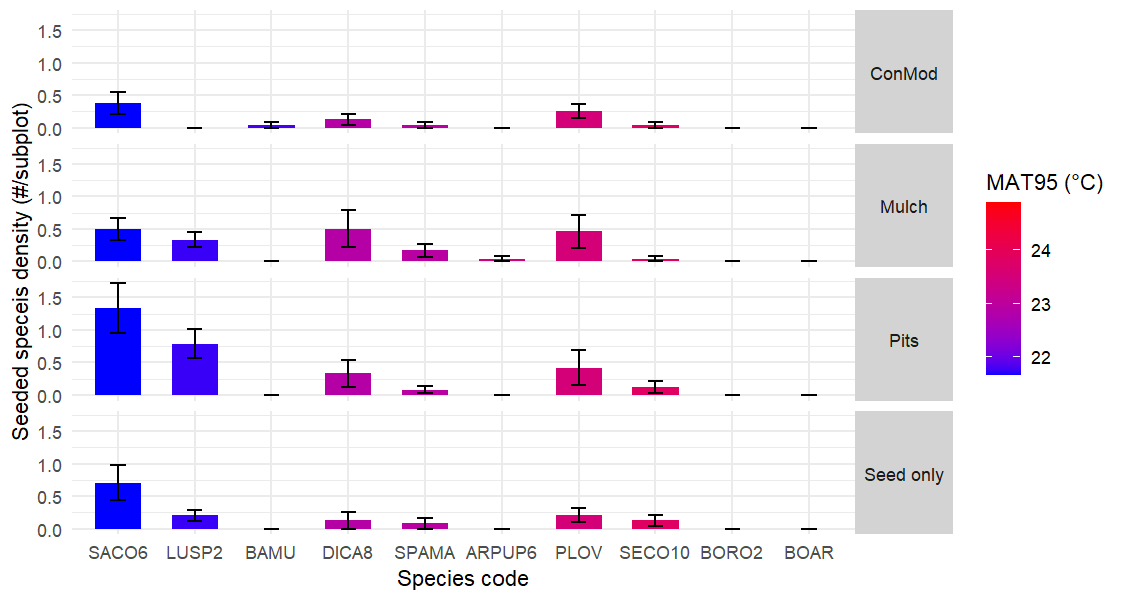 Seeded speceis density (#/subplot)
1.5
1.0
0.5
0.0
ConMod
1.5
1.0
0.5
0.0
Mulch
1.5
1.0
0.5
0.0
Pits
1.5
1.0
0.5
0.0
Seed only
SACO6 LUSP2 BAMU DICA8 SPAMA ARPUP6 PLOV SECO10 BORO2 BOAR
Species code
MAT95 (°C)
24
23
22